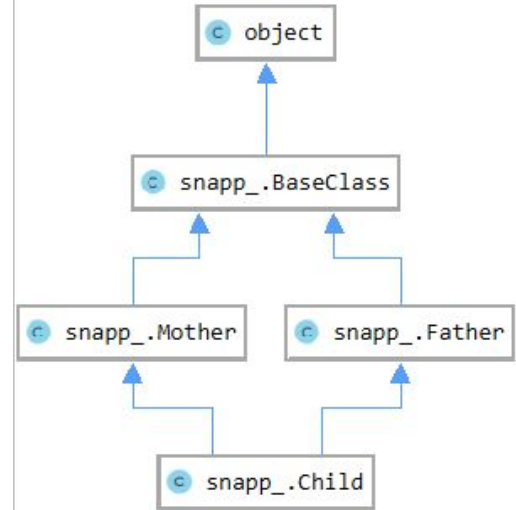 C object
C snapp_.BaseClass
C snapp_.Mother
C snapp_.Father
C snapp_.Child